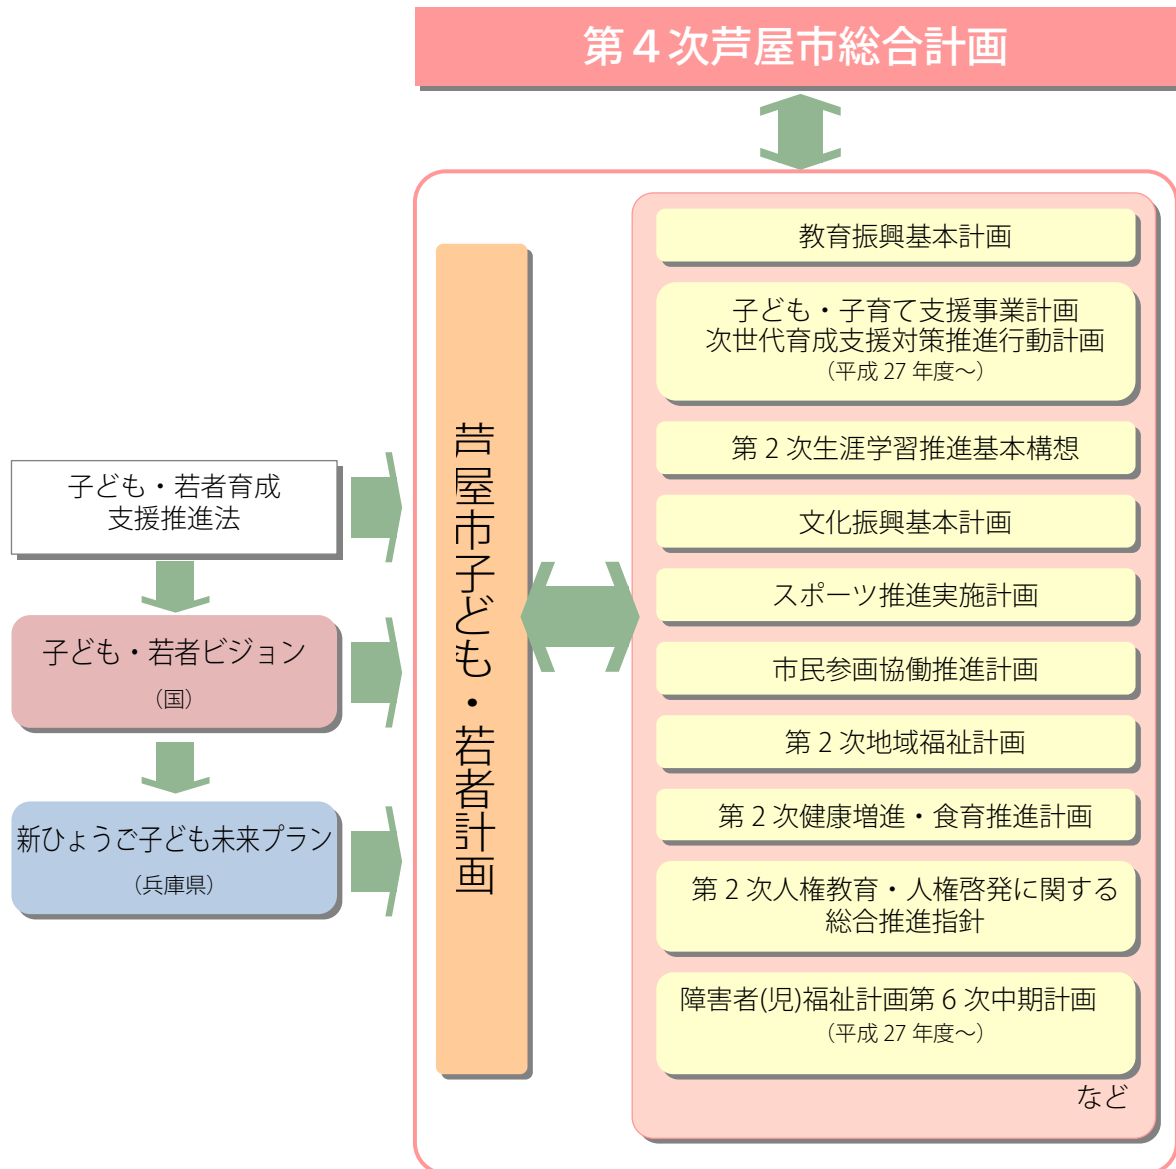 第４次芦屋市総合計画
子ども・若者育成
支援推進法
子ども・若者ビジョン
（国）
新ひょうご子ども未来プラン
（兵庫県）
芦屋市子ども・若者計画
教育振興基本計画
子ども・子育て支援事業計画
次世代育成支援対策推進行動計画
（平成 27 年度～）
第 2 次生涯学習推進基本構想
文化振興基本計画
スポーツ推進実施計画
市民参画協働推進計画
第 2 次地域福祉計画
第 2 次健康増進・食育推進計画
第 2 次人権教育・人権啓発に関する
総合推進指針
障害者(児)福祉計画第 6 次中期計画
（平成 27 年度～）
など